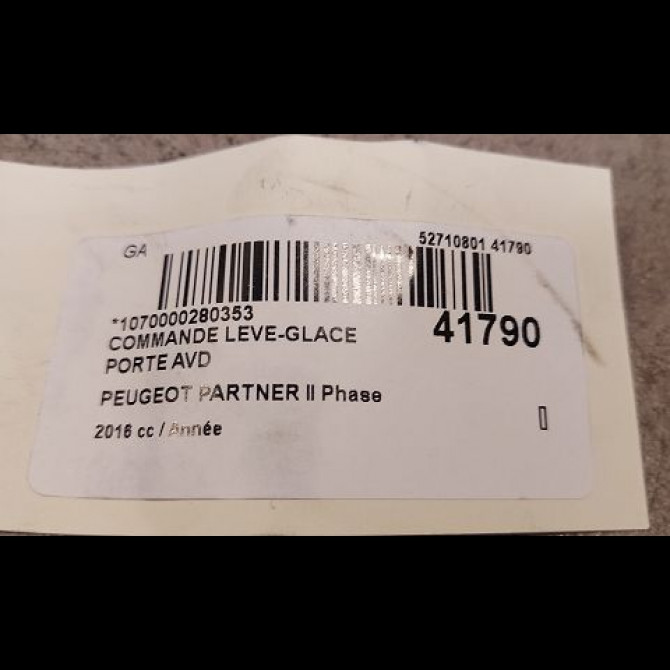 GA
52710801 41790
*1070000280353
41790
COMMANDE LEVE-GLACE
PORTE AVD
PEUGEOT PARTNER II Phase
2016 cc / Année